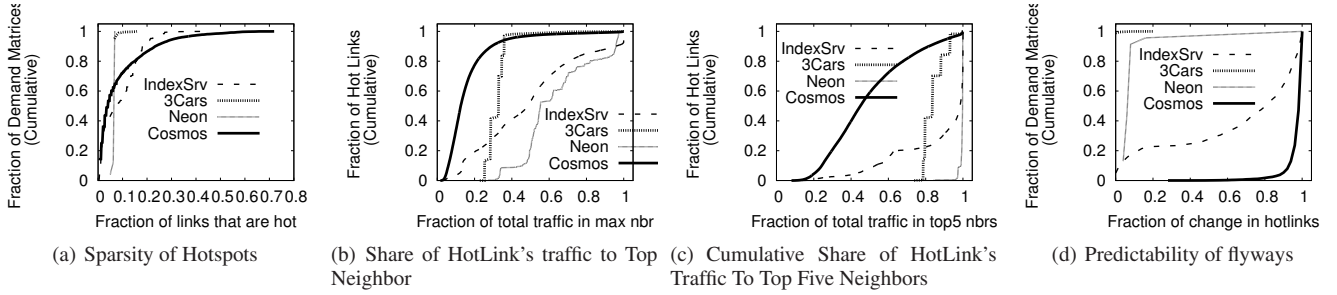 Fraction of Demand Matrices
(Cumulative)
1
0.8
0.6
0.4
0.2
0
0 0.1 0.2 0.3 0.4 0.5 0.6 0.7 0.8
Fraction of links that are hot
IndexSrv
3Cars
Neon
Cosmos
(a) Sparsity of Hotspots
Fraction of Hot Links
(Cumulative)
1
0.8
0.6
0.4
0.2
0
0 0.2 0.4 0.6 0.8 1
Fraction of total traffic in max nbr
IndexSrv
3Cars
Neon
Cosmos
(b) Share of HotLink's traffic to Top
Neighbor
Fraction of Hot Links
(Cumulative)
1
0.8
0.6
0.4
0.2
0
0 0.2 0.4 0.6 0.8 1
Fraction of total traffic in top5 nbrs
IndexSrv
3Cars
Neon
Cosmos
(c) Cumulative Share of HotLink's
Traffic To Top Five Neighbors
Fraction of Demand Matrices
(Cumulative)
1
0.8
0.6
0.4
0.2
0
0 0.2 0.4 0.6 0.8 1
Fraction of change in hotlinks
IndexSrv
3Cars
Neon
Cosmos
(d) Predictability of flyways